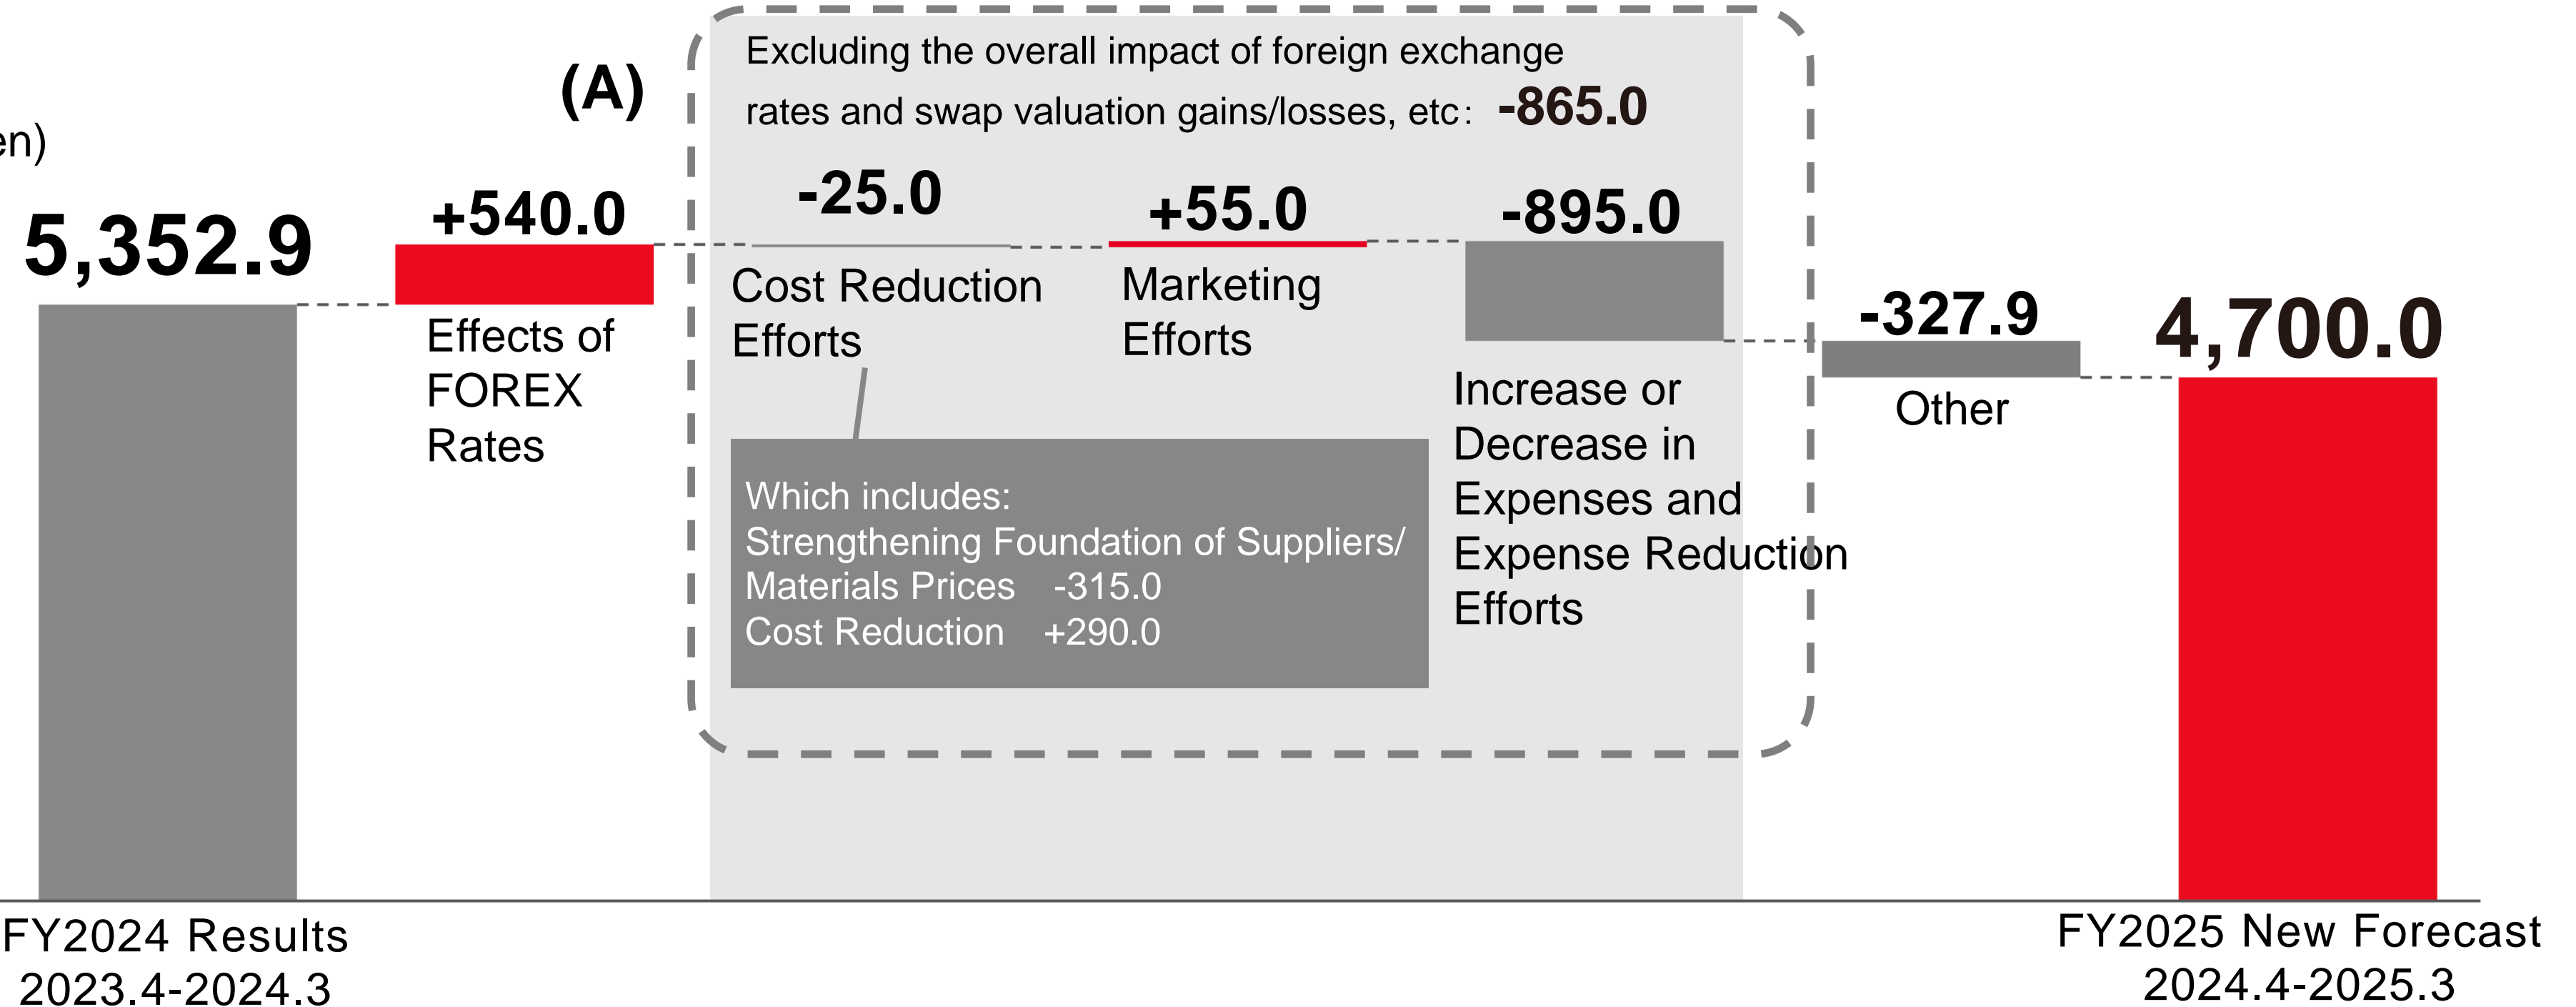 Excluding the overall impact of foreign exchange
rates and swap valuation gains/losses, etc: -865.0
(A)
en)
5,352.9
+540.0
-25.0
+55.0
-895.0
-327.9
4,700.0
Effects of
FOREX
Rates
Cost Reduction
Efforts
Marketing
Efforts
Increase or
Decrease in
Expenses and
Expense Reduction
Efforts
Other
Which includes:
Strengthening Foundation of Suppliers/
Materials Prices -315.0
Cost Reduction +290.0
FY2024 Results
2023.4-2024.3
FY2025 New Forecast
2024.4-2025.3